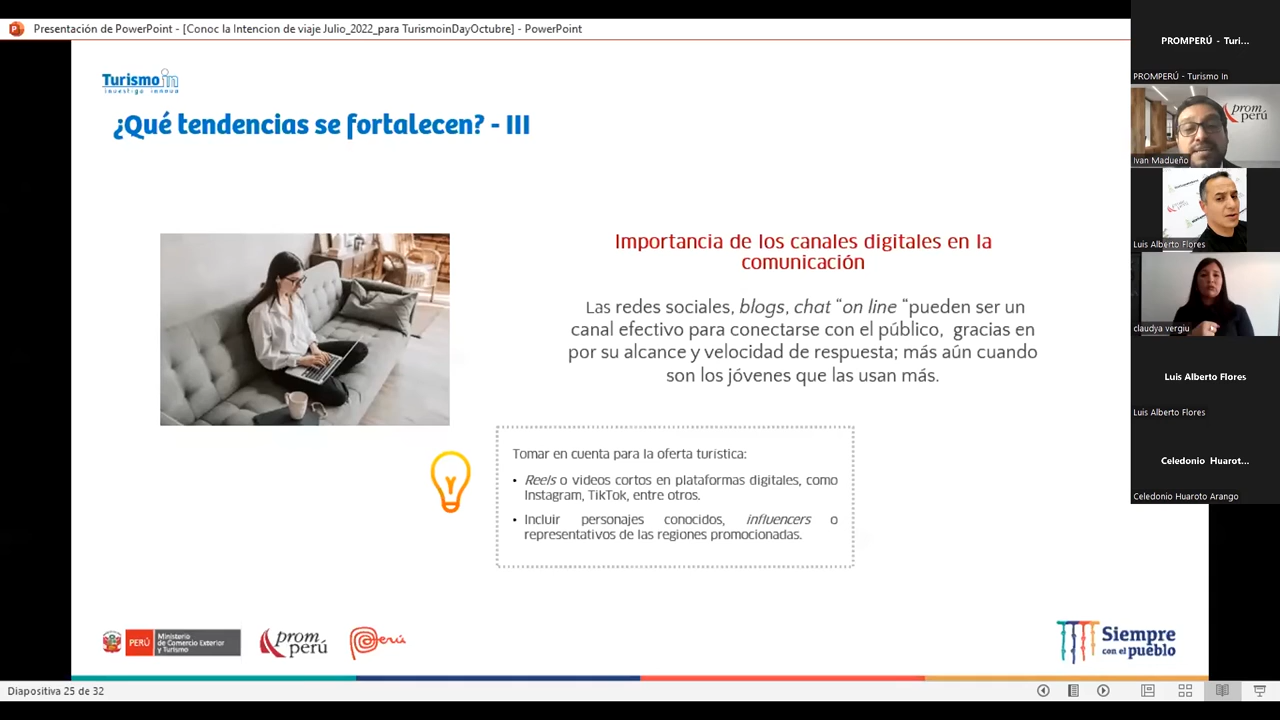 Presentación de PowerPoint - [Conoc la Intencion de viaje Julio_2022_para TurismoinDayOctubre] - PowerPoint
Turismo in
investiga innova
¿Qué tendencias se fortalecen? - III
Importancia de los canales digitales en la
comunicación
Las redes sociales, blogs, chat “on line “pueden ser un
canal efectivo para conectarse con el público, gracias en
por su alcance y velocidad de respuesta; más aún cuando
son los jóvenes que las usan más.
Tomar en cuenta para la oferta turística:
• Reels o videos cortos en plataformas digitales, como
Instagram, TikTok, entre otros.
• Incluir personajes conocidos, influencers o
representativos de las regiones promocionadas.
PERÚ
Ministerio
de Comercio Exterior
y Turismo
prom
perú
Perú
Siempre
con el pueblo
Diapositiva 25 de 32
PROMPERÚ - Turi...
PROMPERÚ - Turismo In
prom
perú
Ivan Madueño
Luis Alberto Flores
claudya vergiu
Luis Alberto Flores
Luis Alberto Flores
Celedonio Huarot...
Celedonio Huaroto Arango